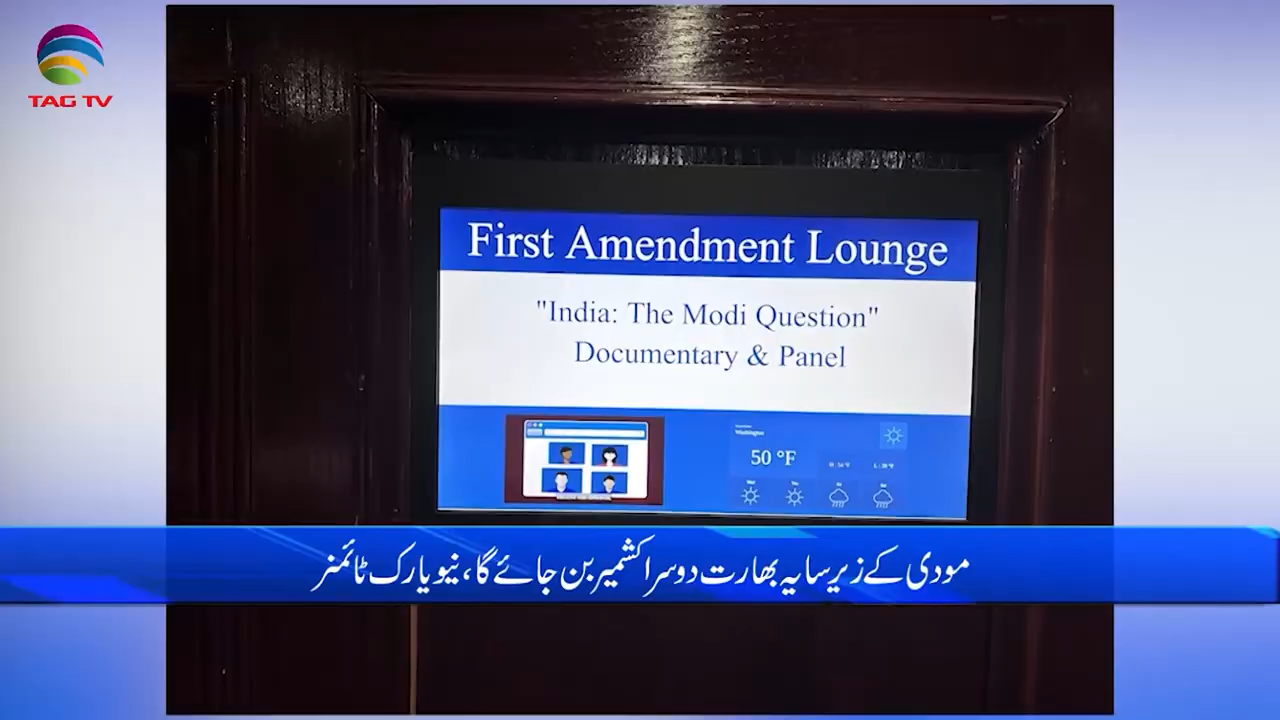 TAG TV
First Amendment Lounge
"India: The Modi Question"
Documentary & Panel
Washington
50 °F
مودی کے زیر سایہ بھارت دوسرا کشمیر بن جائے گا، نیویارک ٹائمنر